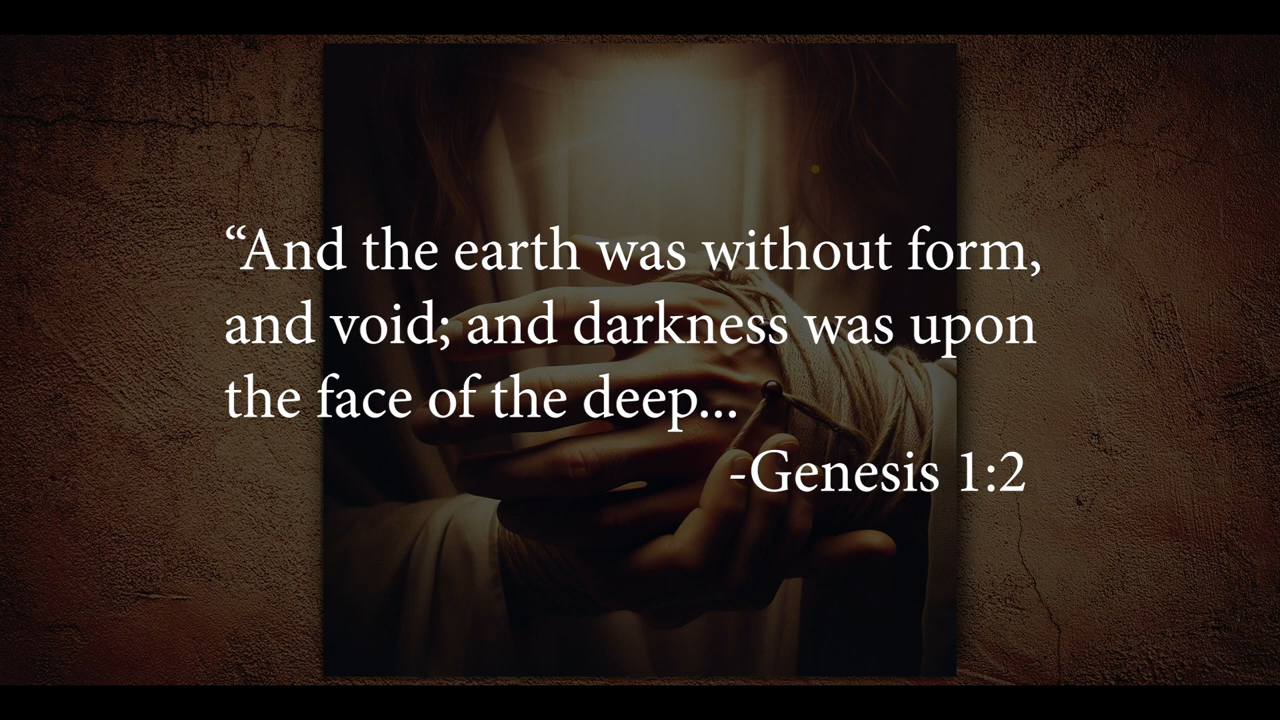 “And the earth was without form,
and void; and darkness was upon
the face of the deep...
-Genesis 1:2